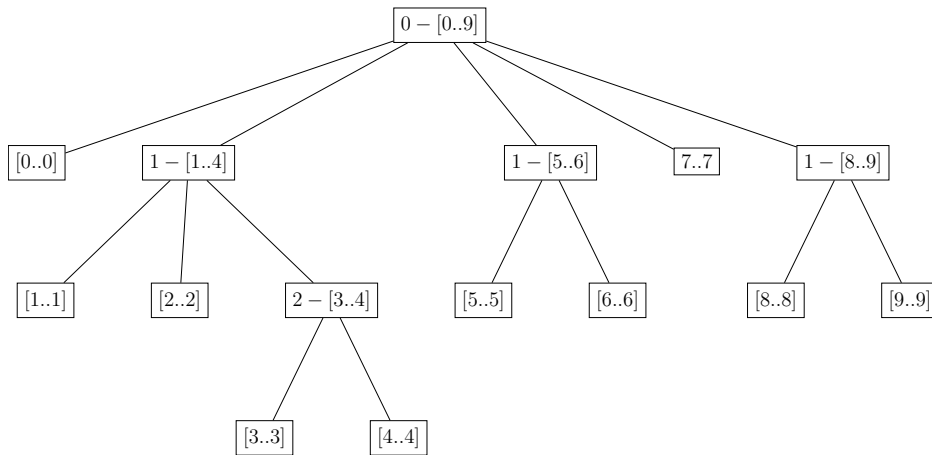 0 − [0..9]
[0..0]
1 − [1..4]
1 − [5..6]
7..7
1 − [8..9]
[1..1]
[2..2]
2 − [3..4]
[5..5]
[6..6]
[8..8]
[9..9]
[3..3]
[4..4]